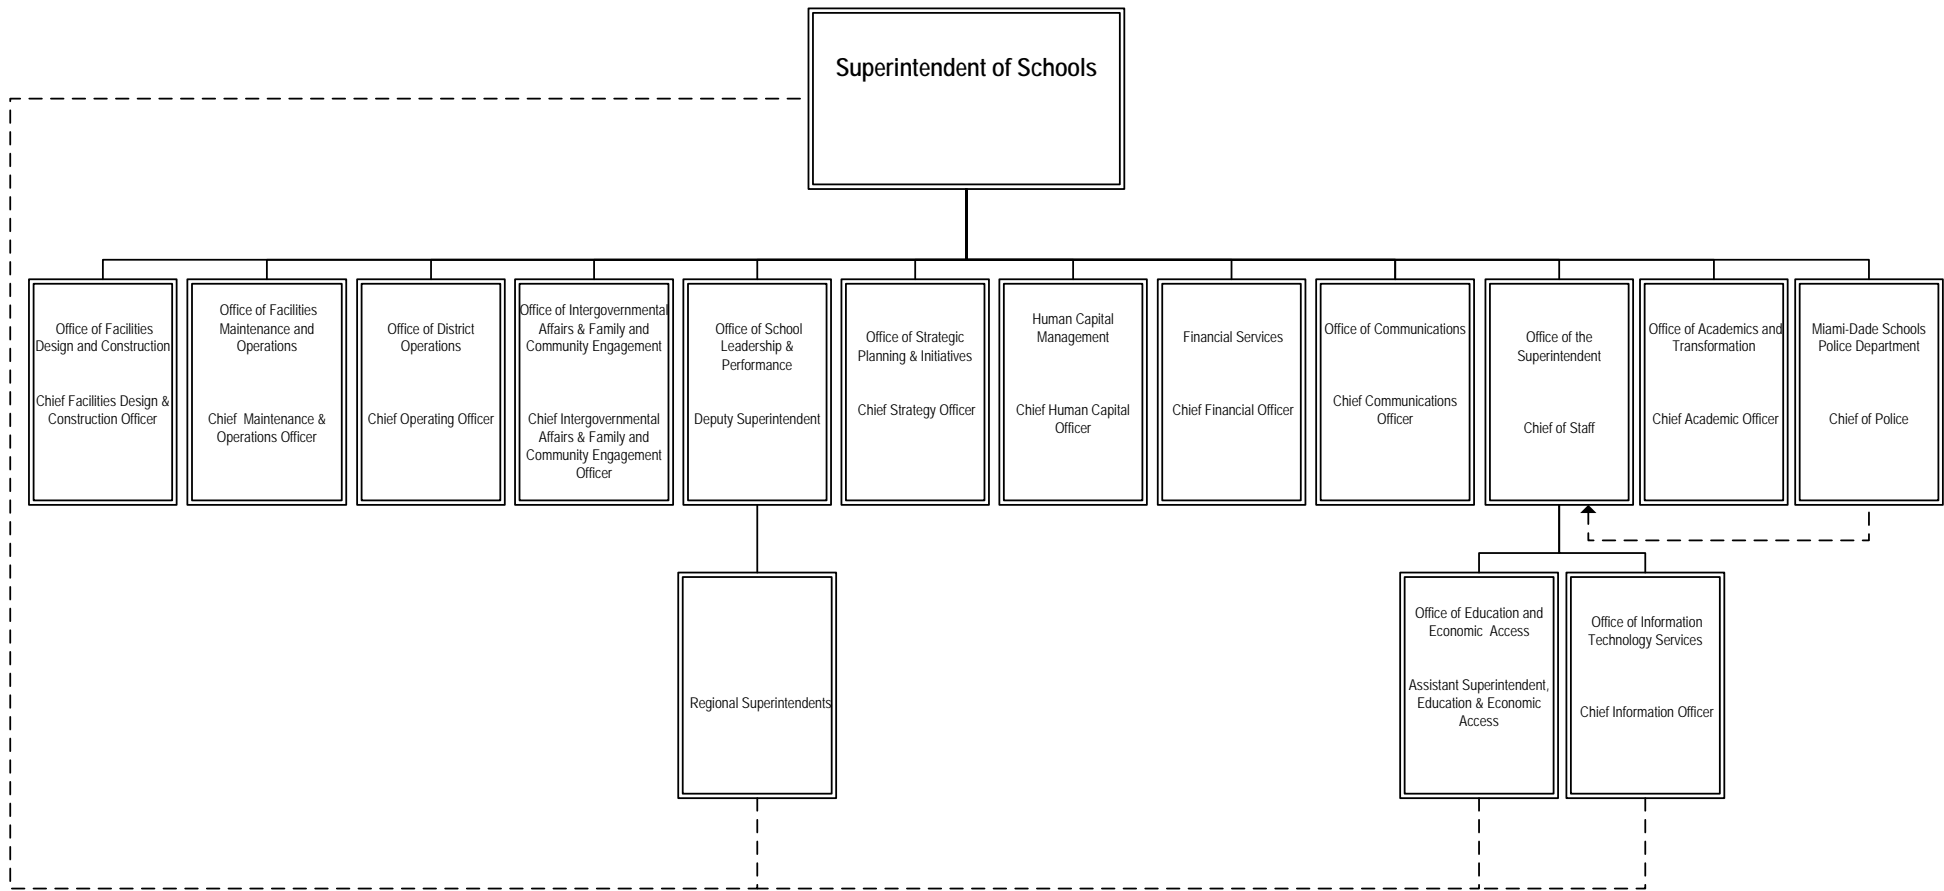 Superintendent of Schools
Office of Facilities
Design and Construction
Chief Facilities Design &
Construction Officer
Office of Facilities
Maintenance and
Operations
Chief Maintenance &
Operations Officer
Office of District
Operations
Chief Operating Officer
Office of Intergovernmental
Affairs & Family and
Community Engagement
Chief Intergovernmental
Affairs & Family and
Community Engagement
Officer
Office of School
Leadership &
Performance
Deputy Superintendent
Office of Strategic
Planning & Initiatives
Chief Strategy Officer
Human Capital
Management
Chief Human Capital
Officer
Financial Services
Chief Financial Officer
Office of Communications
Chief Communications
Officer
Office of the
Superintendent
Chief of Staff
Office of Academics and
Transformation
Chief Academic Officer
Miami-Dade Schools
Police Department
Chief of Police
Regional Superintendents
Office of Education and
Economic Access
Assistant Superintendent,
Education & Economic
Access
Office of Information
Technology Services
Chief Information Officer